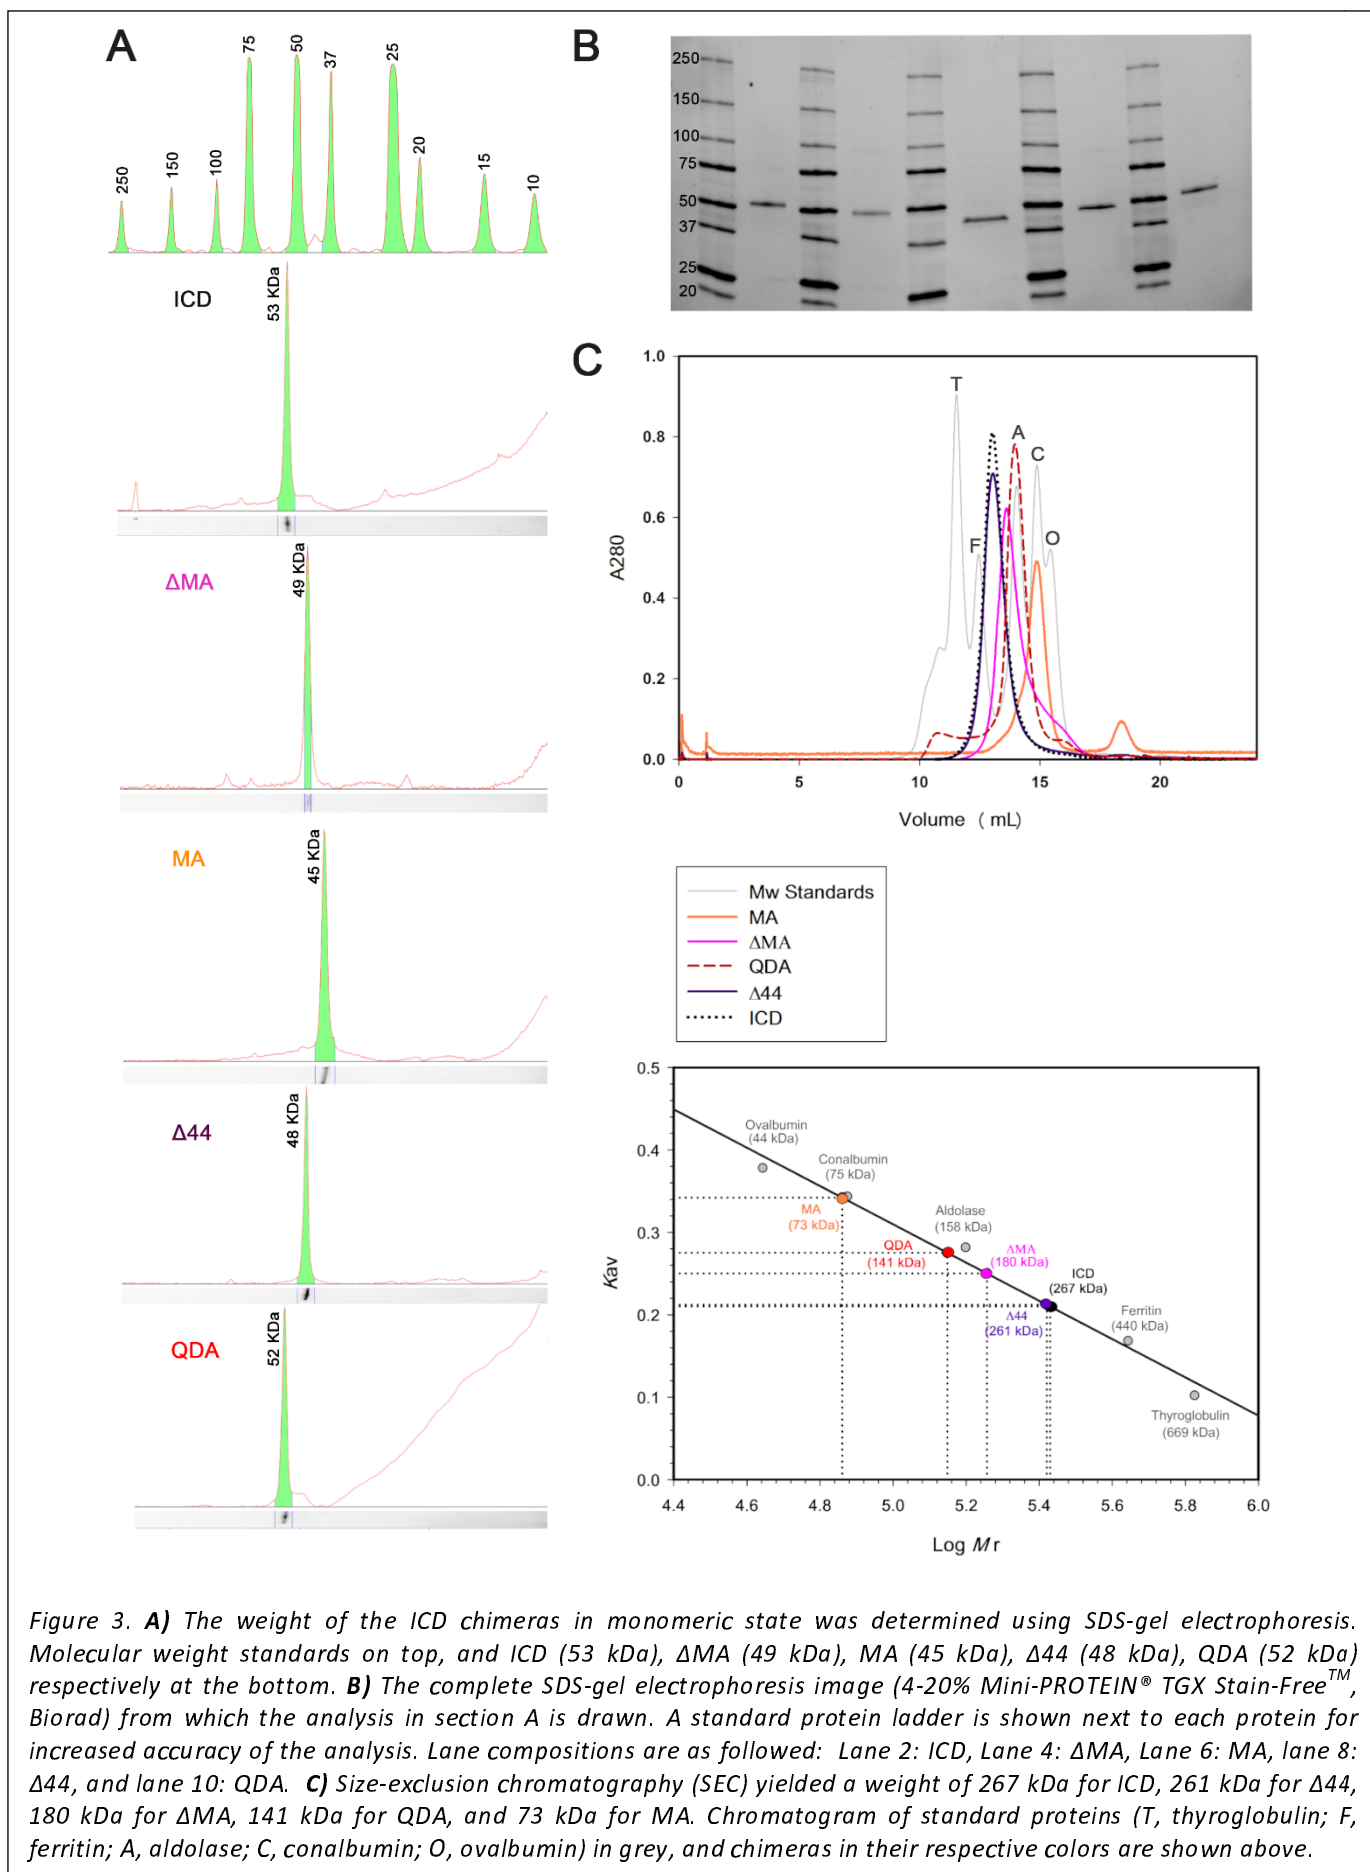 A
75
50
37
25
20
15
10
100
150
250
53 KDa
ICD
49 KDa
ΔMA
45 KDa
MA
48 KDa
Δ44
52 KDa
QDA
B
250
150
100
75
50
37
25
20
C
1.0
0.8
0.6
0.4
0.2
0.0
A280
T
F
A
C
O
0 5 10 15 20
Volume ( mL)
Mw Standards
MA
ΔMA
QDA
Δ44
ICD
0.5
0.4
0.3
0.2
0.1
0.0
Kav
Ovalbumin
(44 kDa)
Conalbumin
(75 kDa)
MA
(73 kDa)
Aldolase
(158 kDa)
QDA
(141 kDa)
ΔMA
(180 kDa)
ICD
(267 kDa)
Δ44
(261 kDa)
Ferritin
(440 kDa)
Thyroglobulin
(669 kDa)
4.4 4.6 4.8 5.0 5.2 5.4 5.6 5.8 6.0
Log Mr
Figure 3. A) The weight of the ICD chimeras in monomeric state was determined using SDS-gel electrophoresis.
Molecular weight standards on top, and ICD (53 kDa), ΔMA (49 kDa), MA (45 kDa), Δ44 (48 kDa), QDA (52 kDa)
respectively at the bottom. B) The complete SDS-gel electrophoresis image (4-20% Mini-PROTEIN® TGX Stain-Free™,
Biorad) from which the analysis in section A is drawn. A standard protein ladder is shown next to each protein for
increased accuracy of the analysis. Lane compositions are as followed: Lane 2: ICD, Lane 4: ΔMA, Lane 6: MA, lane 8:
Δ44, and lane 10: QDA. C) Size-exclusion chromatography (SEC) yielded a weight of 267 kDa for ICD, 261 kDa for Δ44,
180 kDa for ΔMA, 141 kDa for QDA, and 73 kDa for MA. Chromatogram of standard proteins (T, thyroglobulin; F,
ferritin; A, aldolase; C, conalbumin; O, ovalbumin) in grey, and chimeras in their respective colors are shown above.